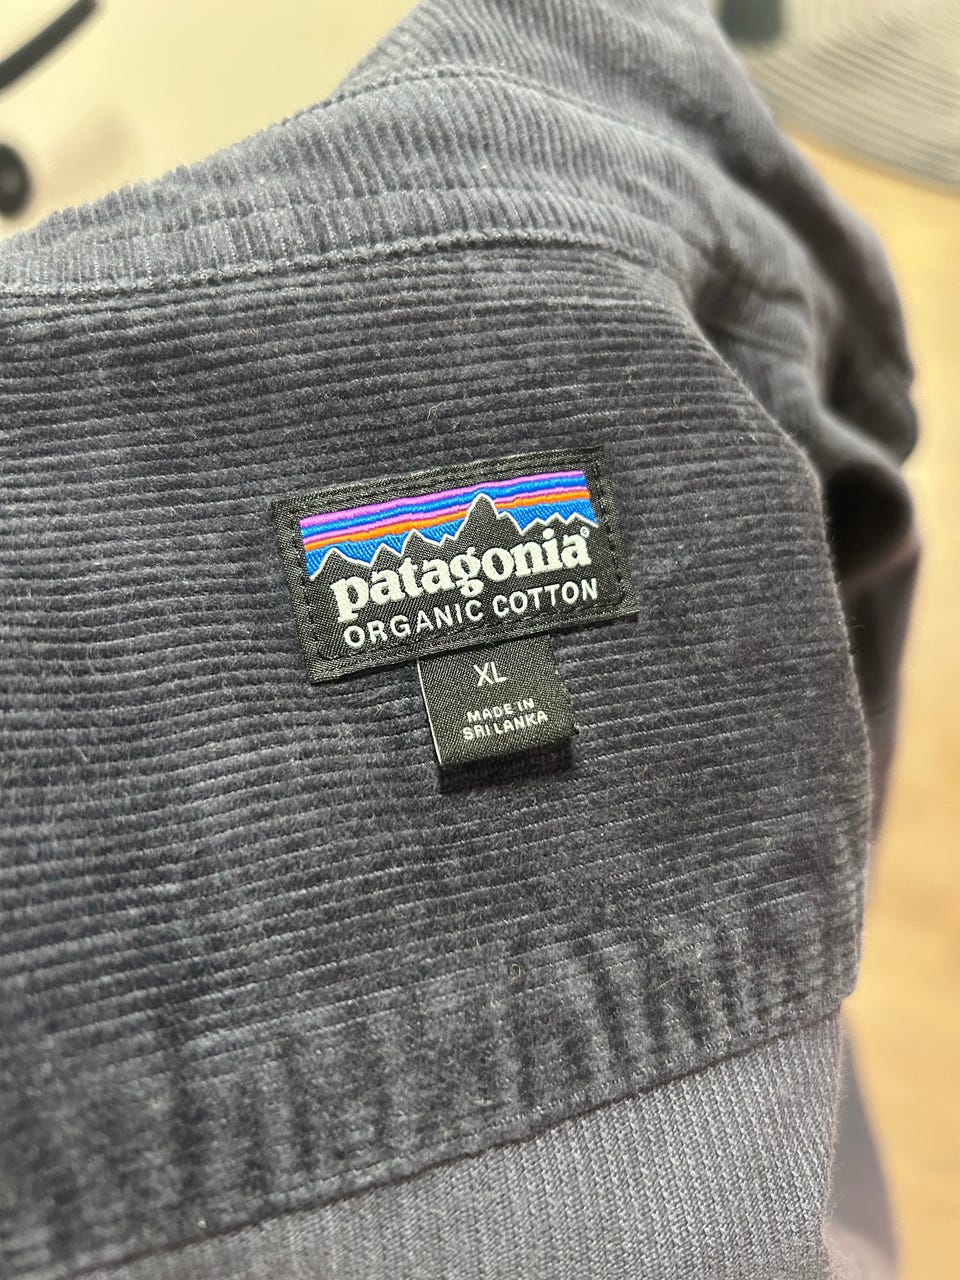 patagonia®
ORGANIC COTTON
XL
MADE IN
SRI LANKA